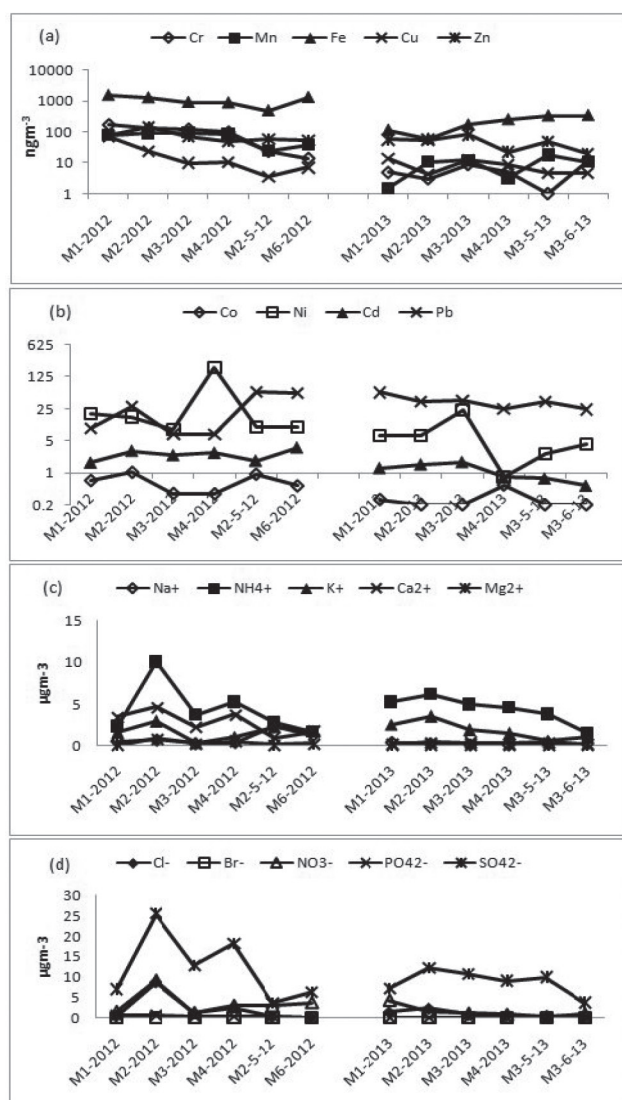 (a)
Cr Mn Fe Cu Zn
10000
1000
100
10
1
ngm-3
M1-2012 M2-2012 M3-2012 M4-2012 M2-5-12 M6-2012 M1-2013 M2-2013 M3-2013 M4-2013 M3-5-13 M3-6-13
(b)
Co Ni Cd Pb
625
125
25
5
1
0.2
M1-2012 M2-2012 M3-2012 M4-2012 M2-5-2012 M6-2012 M1-2013 M2-2013 M3-2013 M4-2013 M3-5-13 M3-6-13
(c)
Na+ NH4+ K+ Ca2+ Mg2+
15
10
5
0
µgm-3
M1-2012 M2-2012 M3-2012 M4-2012 M2-5-12 M6-2012 M1-2013 M2-2013 M3-2013 M4-2013 M3-5-13 M3-6-13
(d)
Cl- Br- NO3- PO42- SO42-
30
25
20
15
10
5
0
µgm-3
M1-2012 M2-2012 M3-2012 M4-2012 M2-5-12 M6-2012 M1-2013 M2-2013 M3-2013 M4-2013 M3-5-13 M3-6-13